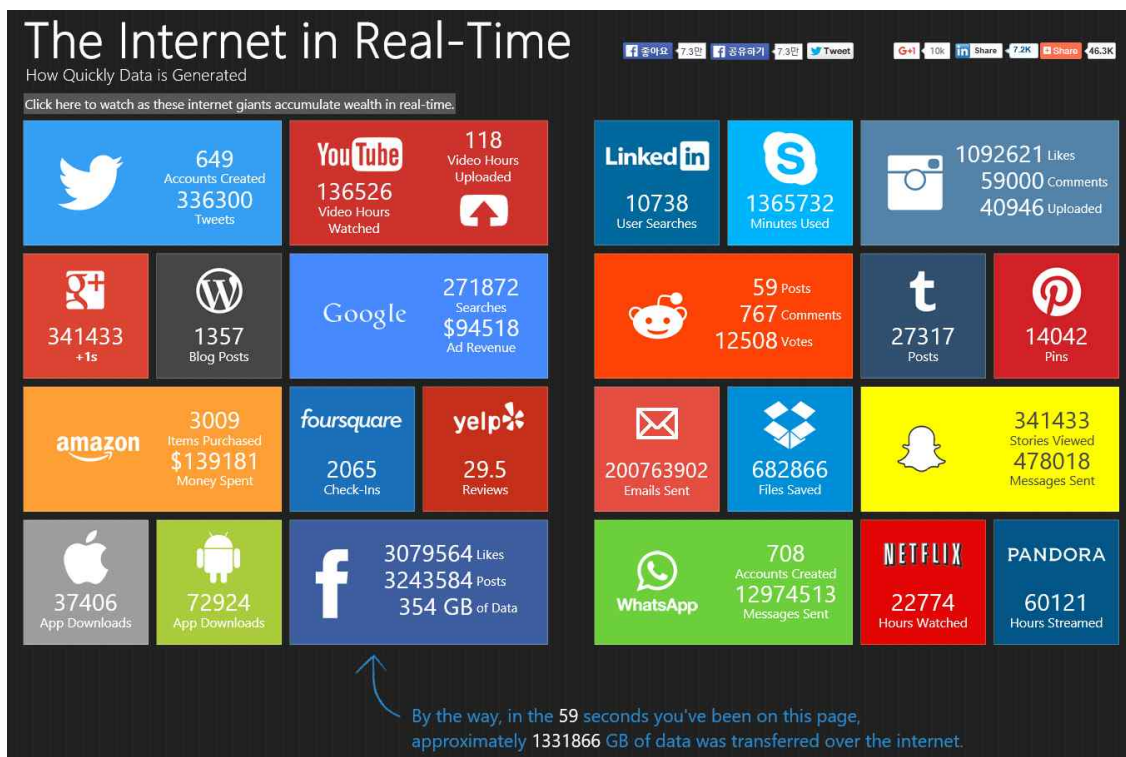 The Internet in Real-Time
How Quickly Data is Generated
좋아요 7.3만 공유하기 7.3만 Tweet G+1 10k in Share 7.2K Share 46.3K
Click here to watch as these internet giants accumulate wealth in real-time.
649
Accounts Created
336300
Tweets
YouTube
136526
Video Hours
Watched
118
Video Hours
Uploaded
Linked in
10738
User Searches
1365732
Minutes Used
1092621 Likes
59000 Comments
40946 Uploaded
g+
341433
+1s
1357
Blog Posts
Google
271872
Searches
$94518
Ad Revenue
59 Posts
767 Comments
12508 Votes
t
27317
Posts
14042
Pins
amazon
3009
Items Purchased
$139181
Money Spent
foursquare
2065
Check-Ins
yelp
29.5
Reviews
200763902
Emails Sent
682866
Files Saved
341433
Stories Viewed
478018
Messages Sent
37406
App Downloads
72924
App Downloads
f
3079564 Likes
3243584 Posts
354 GB of Data
WhatsApp
708
Accounts Created
12974513
Messages Sent
NETFLIX
22774
Hours Watched
PANDORA
60121
Hours Streamed
By the way, in the 59 seconds you've been on this page,
approximately 1331866 GB of data was transferred over the internet.